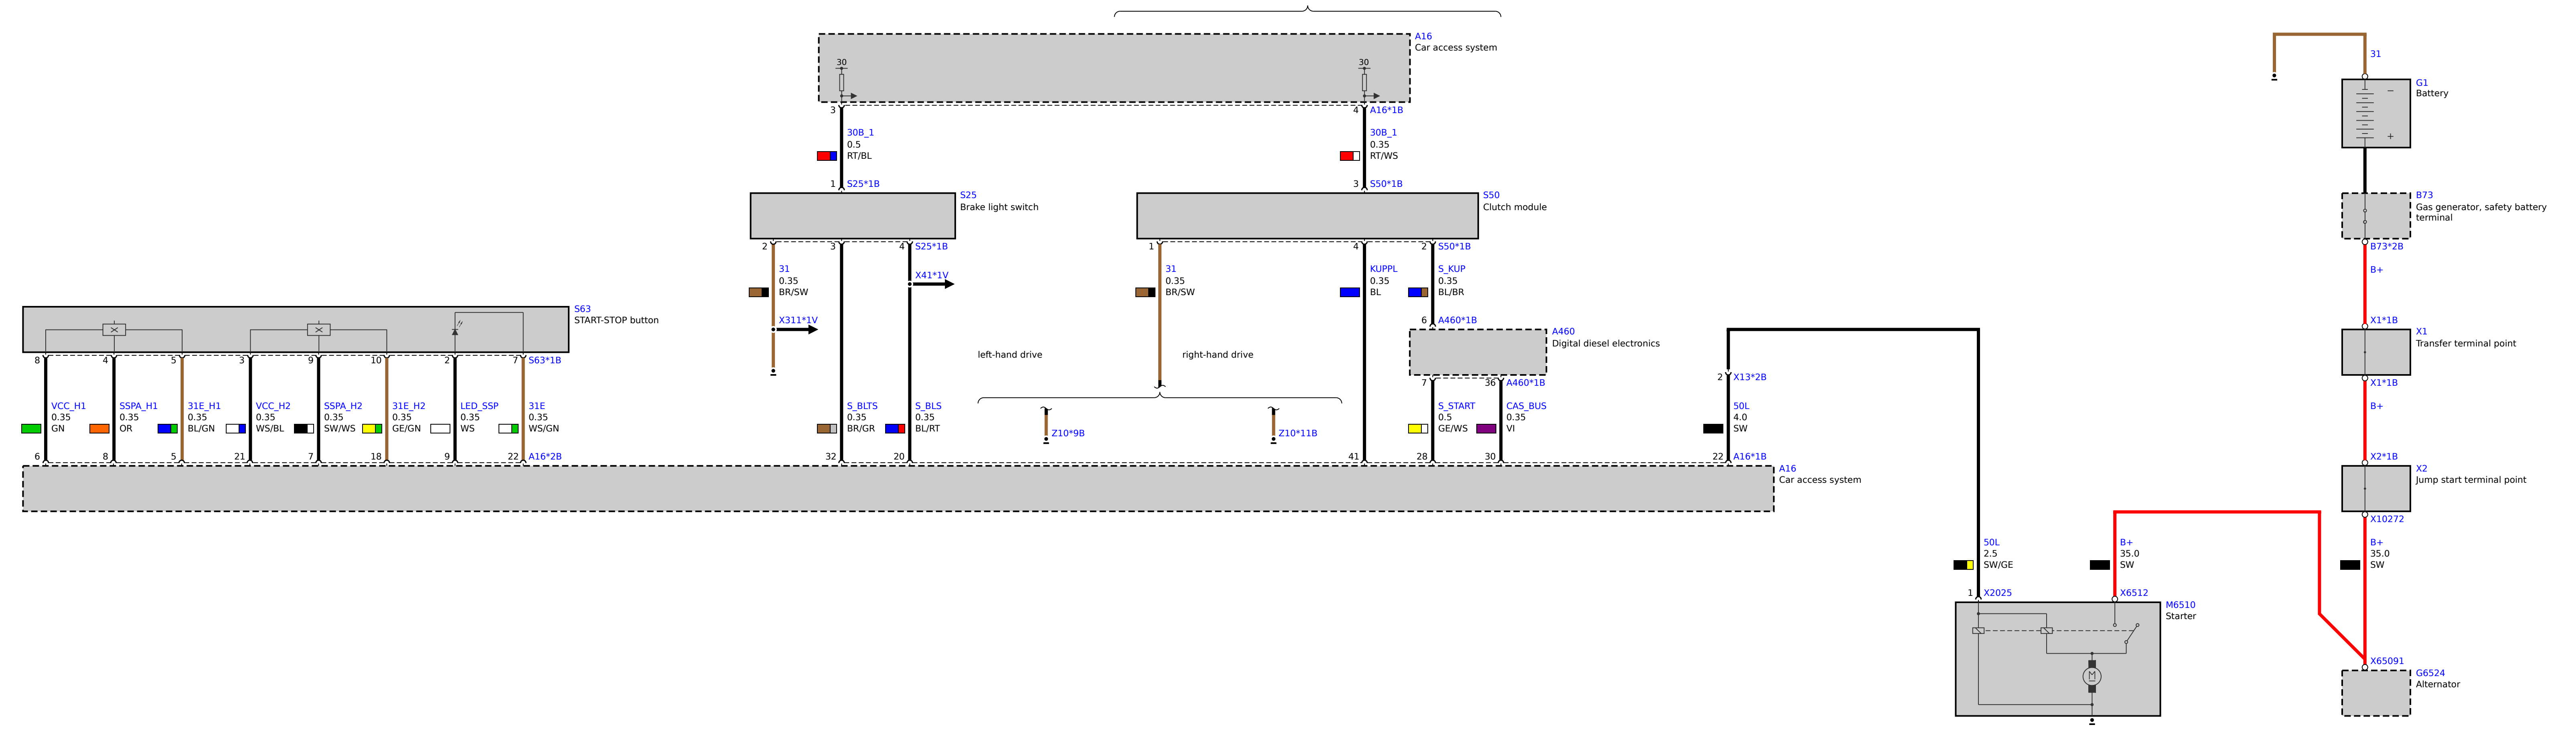 A16
Car access system
30
30
3
4
A16*1B
30B_1
0.5
RT/BL
30B_1
0.35
RT/WS
1
S25*1B
3
S50*1B
S25
Brake light switch
S50
Clutch module
2
3
4
S25*1B
1
4
2
S50*1B
31
0.35
BR/SW
X41*1V
31
0.35
BR/SW
KUPPL
0.35
BL
S_KUP
0.35
BL/BR
X311*1V
6
A460*1B
A460
Digital diesel electronics
left-hand drive
right-hand drive
7
36
A460*1B
2
X13*2B
S63
START-STOP button
8
4
5
3
9
10
2
7
S63*1B
VCC_H1
0.35
GN
SSPA_H1
0.35
OR
31E_H1
0.35
BL/GN
VCC_H2
0.35
WS/BL
SSPA_H2
0.35
SW/WS
31E_H2
0.35
GE/GN
LED_SSP
0.35
WS
31E
0.35
WS/GN
S_BLTS
0.35
BR/GR
S_BLS
0.35
BL/RT
Z10*9B
Z10*11B
S_START
0.5
GE/WS
CAS_BUS
0.35
VI
50L
4.0
SW
6
8
5
21
7
18
9
22
A16*2B
32
20
41
28
30
22
A16*1B
A16
Car access system
31
G1
Battery
−
+
B73
Gas generator, safety battery
terminal
B73*2B
B+
X1*1B
X1
Transfer terminal point
X1*1B
B+
X2*1B
X2
Jump start terminal point
X10272
50L
2.5
SW/GE
B+
35.0
SW
B+
35.0
SW
1
X2025
X6512
M6510
Starter
M
X65091
G6524
Alternator